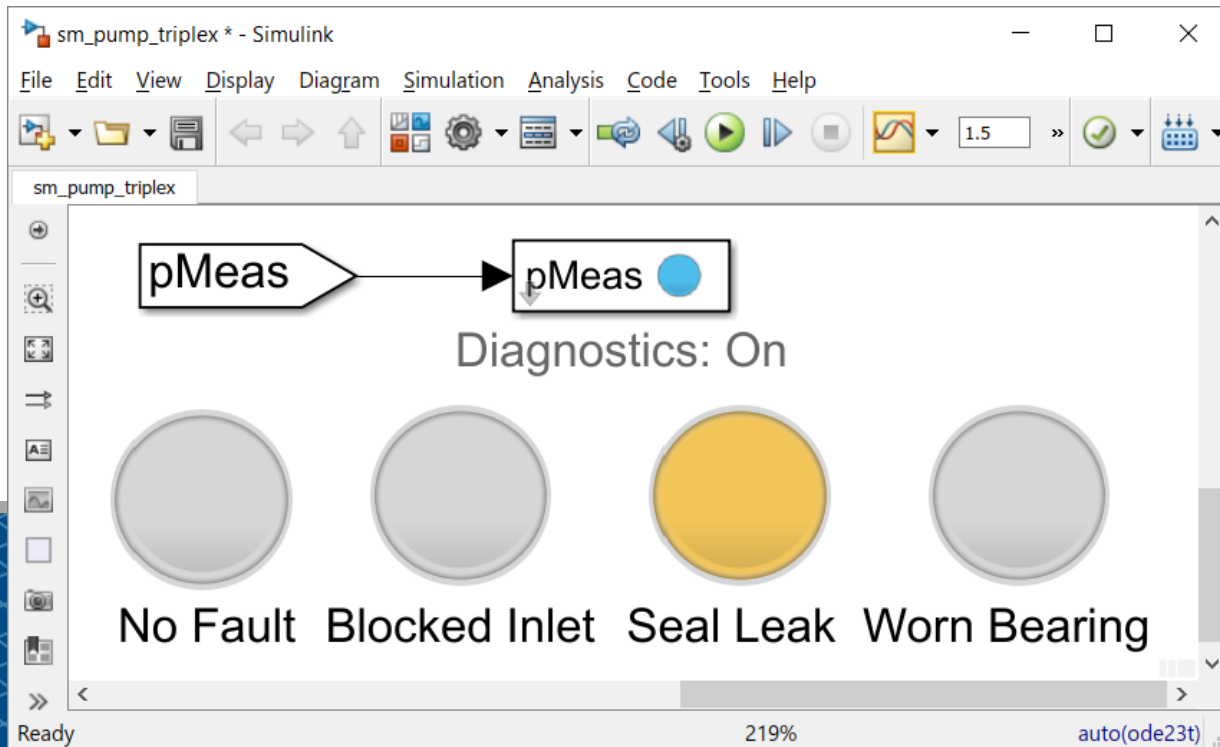 sm_pump_triplex * - Simulink
File Edit View Display Diagram Simulation Analysis Code Tools Help
1.5 »
sm_pump_triplex
pMeas pMeas
Diagnostics: On
No Fault Blocked Inlet Seal Leak Worn Bearing
Ready 219% auto(ode23t)